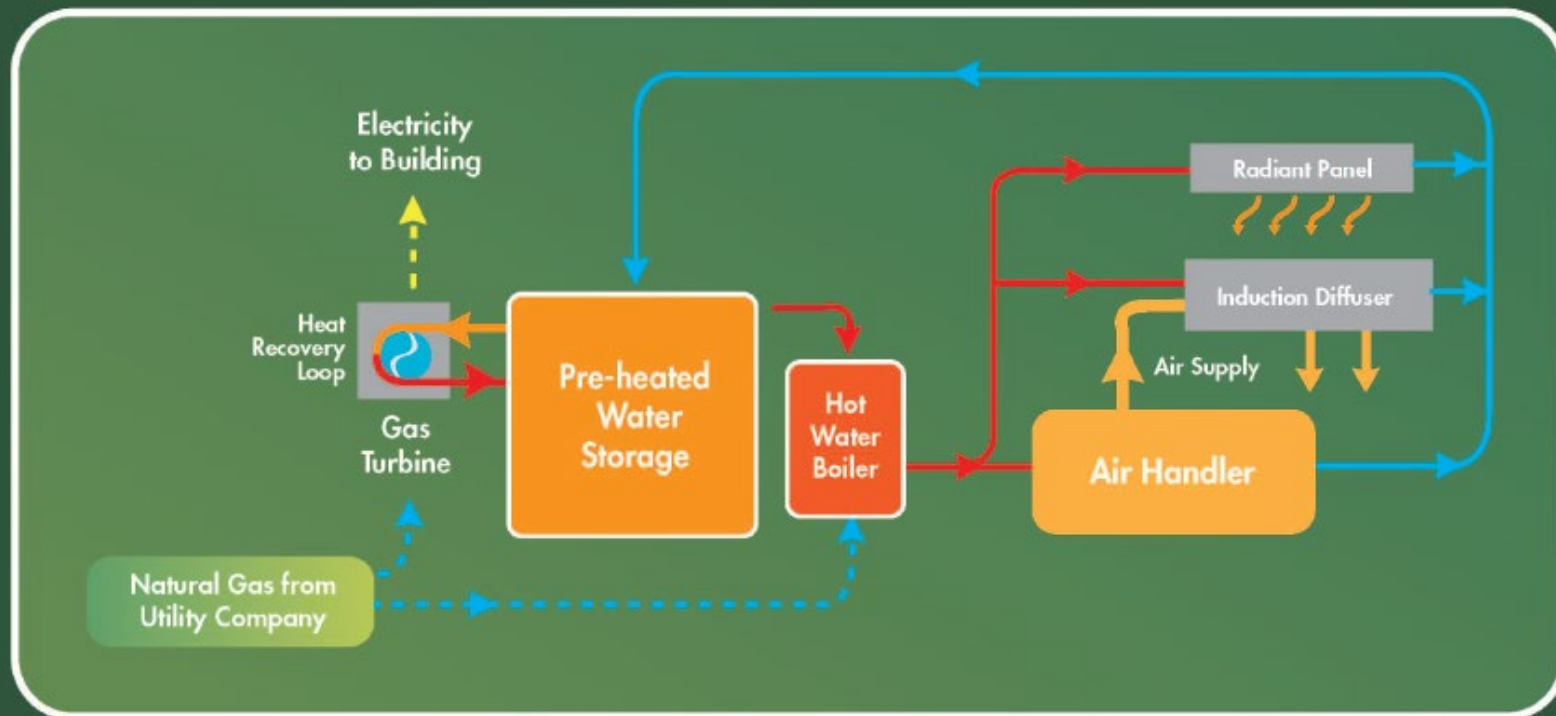 Electricity
to Building
Heat
Recovery
Loop
Gas
Turbine
Pre-heated
Water
Storage
Hot
Water
Boiler
Radiant Panel
Induction Diffuser
Air Supply
Air Handler
Natural Gas from
Utility Company